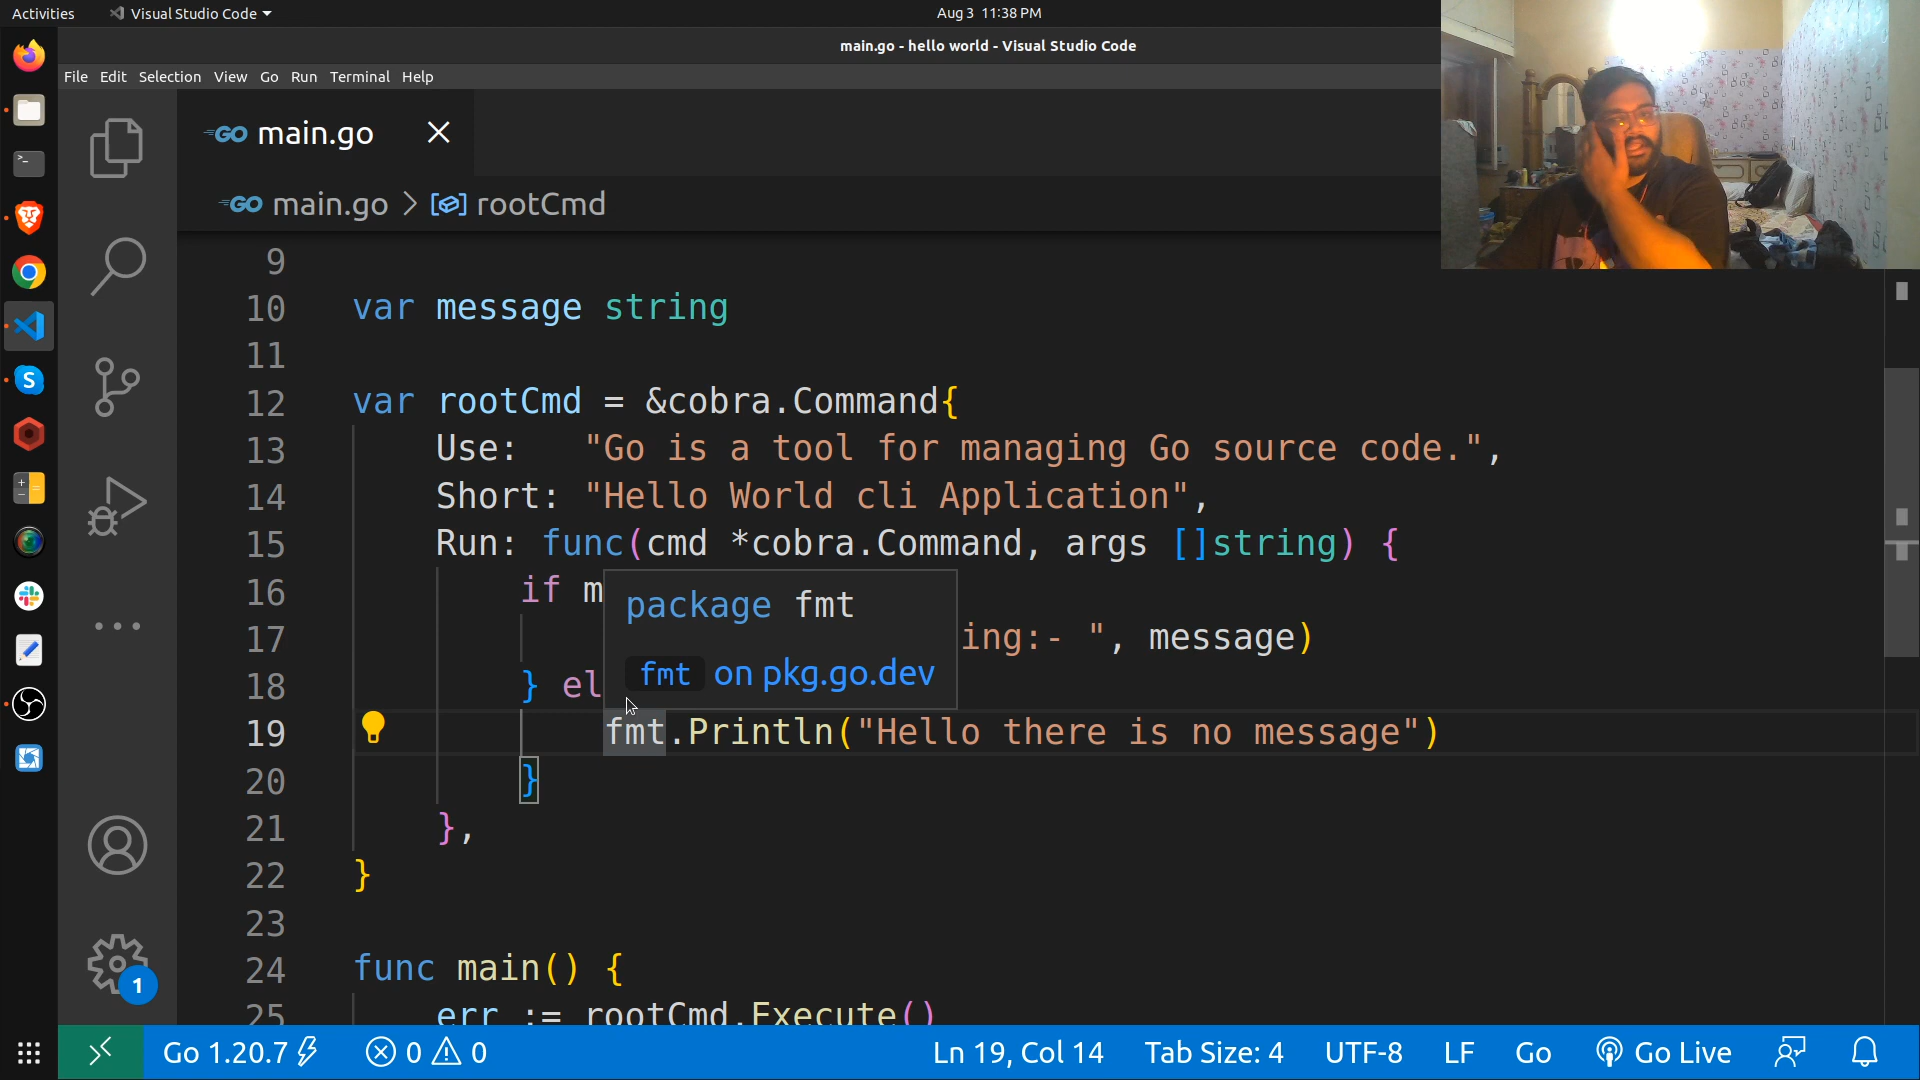 Activities Visual Studio Code Aug 3 11:38 PM
main.go - hello world - Visual Studio Code
File Edit Selection View Go Run Terminal Help
GO main.go
GO main.go > rootCmd
9
10 var message string
11
12 var rootCmd = &cobra.Command{
13 Use: "Go is a tool for managing Go source code.",
14 Short: "Hello World cli Application",
15 Run: func(cmd *cobra.Command, args []string) {
16 if m
package fmt
17 ing:- ", message)
fmt on pkg.go.dev
18 } el
19 fmt.Println("Hello there is no message")
20 }
21 },
22 }
23
24 func main() {
25 err := rootCmd.Execute()
1
Go 1.20.7 0 0 Ln 19, Col 14 Tab Size: 4 UTF-8 LF Go Go Live